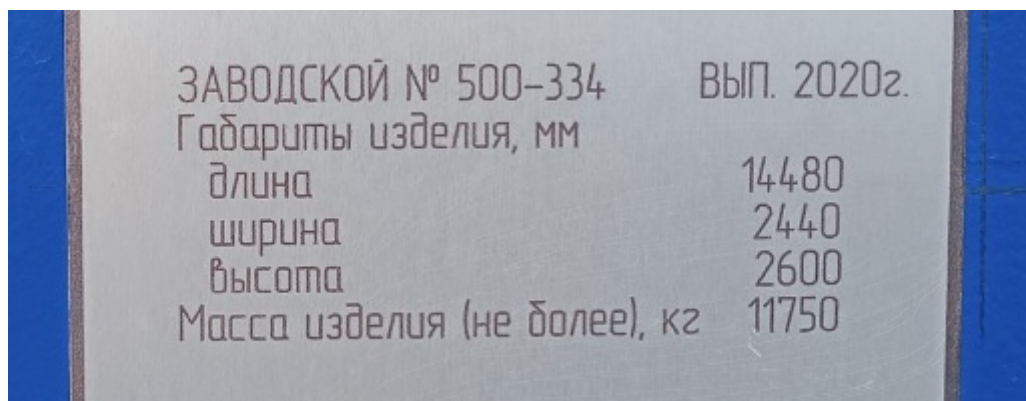 ЗАВОДСКОЙ № 500-334 ВЫП. 2020г.
Габариты изделия, мм
длина 14480
ширина 2440
высота 2600
Масса изделия (не более), кг 11750